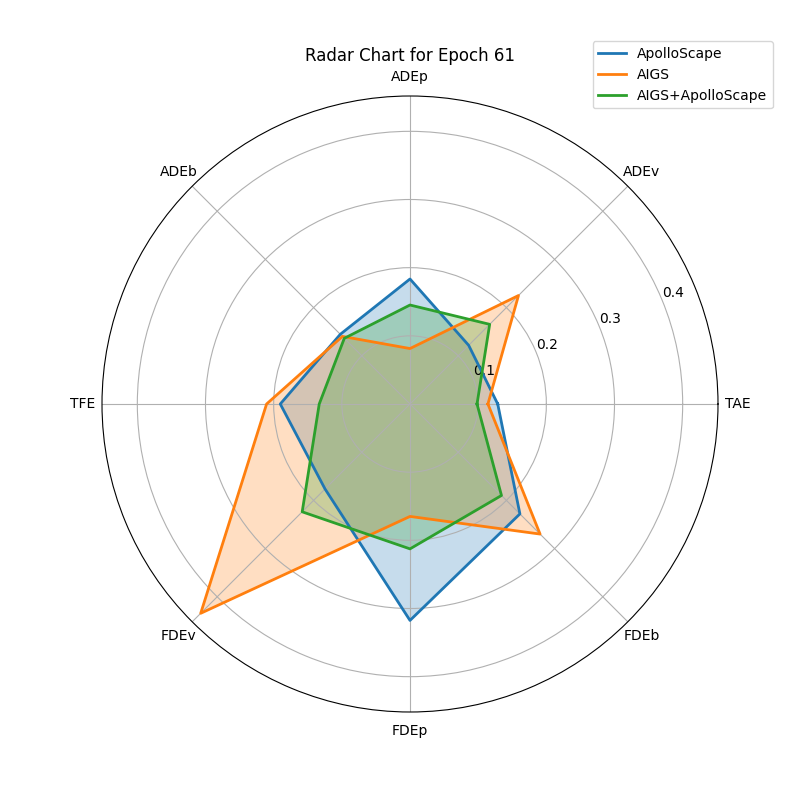 Radar Chart for Epoch 61
ApolloScape
AIGS
AIGS+ApolloScape
ADEp
ADEb
ADEv
0.4
0.3
0.2
0.1
TFE
TAE
FDEv
FDEb
FDEp